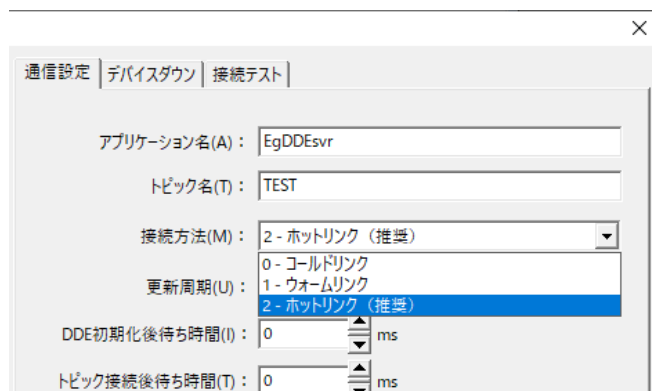 通信設定 デバイスダウン 接続テスト
アプリケーション名(A)： EgDDEsvr
トピック名(T)： TEST
接続方法(M)： 2 - ホットリンク（推奨）
0 - コールドリンク
更新周期(U)： 1 - ウォームリンク
2 - ホットリンク（推奨）
DDE初期化後待ち時間(I)： 0 ms
トピック接続後待ち時間(T)： 0 ms